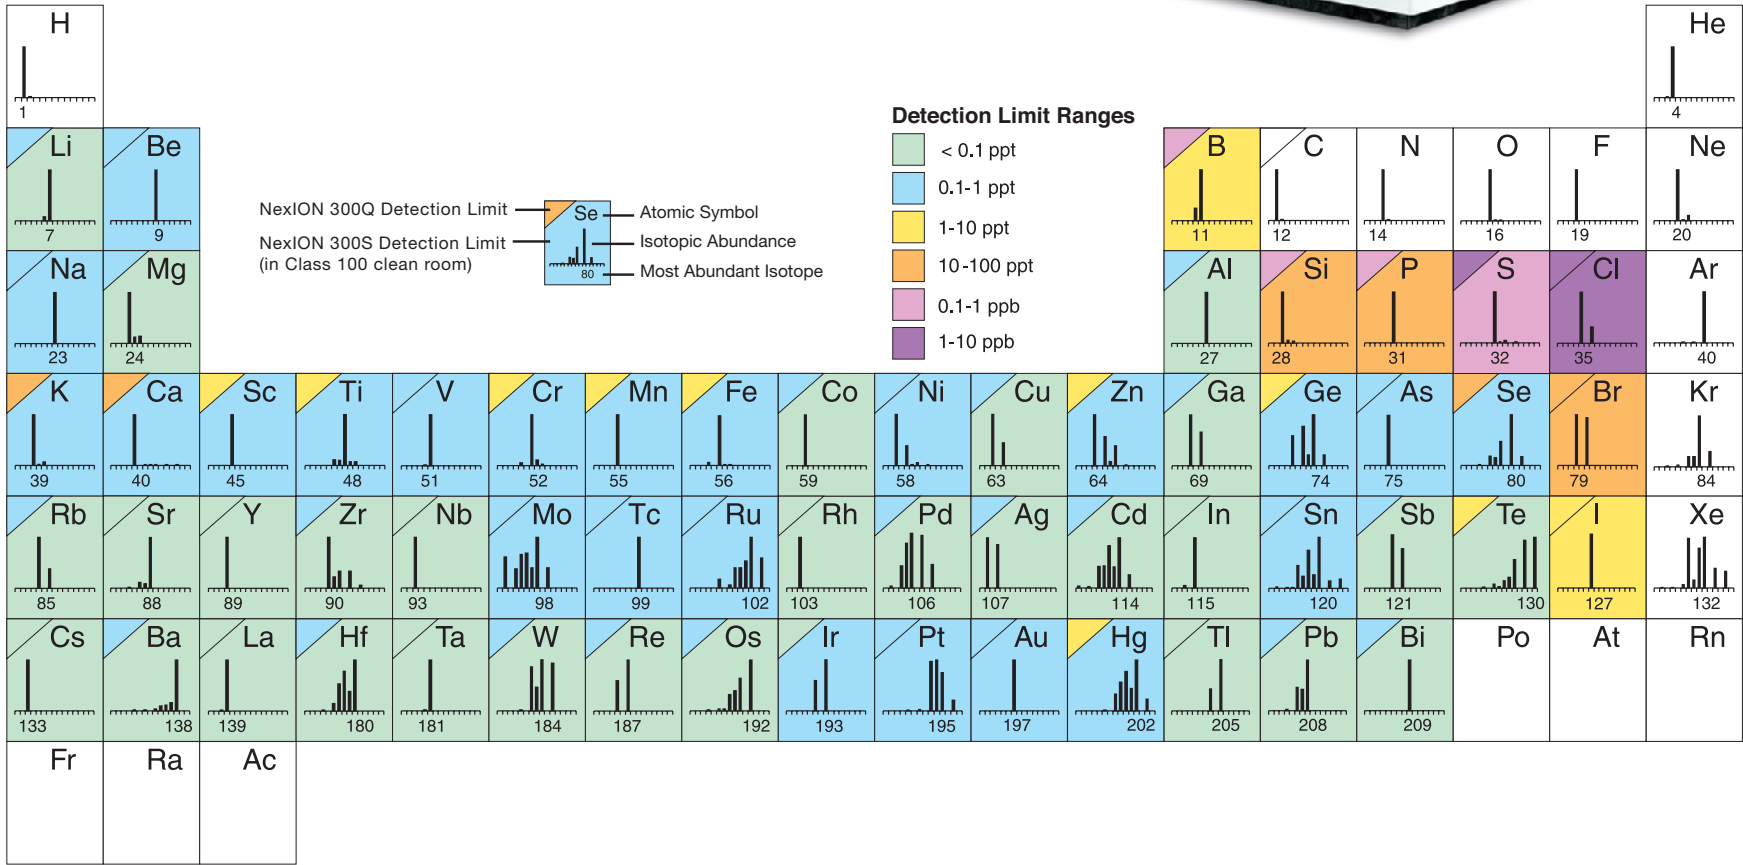 H
He
1
4
Detection Limit Ranges
Li
Be
< 0.1 ppt
B
C
N
O
F
Ne
0.1-1 ppt
NexION 300Q Detection Limit
Se
Atomic Symbol
1-10 ppt
7
9
NexION 300S Detection Limit
Isotopic Abundance
11
12
14
16
19
20
(in Class 100 clean room)
80
Most Abundant Isotope
10-100 ppt
Na
Mg
Al
Si
P
S
Cl
Ar
0.1-1 ppb
1-10 ppb
23
24
27
28
31
32
35
40
K
Ca
Sc
Ti
V
Cr
Mn
Fe
Co
Ni
Cu
Zn
Ga
Ge
As
Se
Br
Kr
39
40
45
48
51
52
55
56
59
58
63
64
69
74
75
80
79
84
Rb
Sr
Y
Zr
Nb
Mo
Tc
Ru
Rh
Pd
Ag
Cd
In
Sn
Sb
Te
I
Xe
85
88
89
90
93
98
99
102
103
106
107
114
115
120
121
130
127
132
Cs
Ba
La
Hf
Ta
W
Re
Os
Ir
Pt
Au
Hg
Tl
Pb
Bi
Po
At
Rn
133
138
139
180
181
184
187
192
193
195
197
202
205
208
209
Fr
Ra
Ac